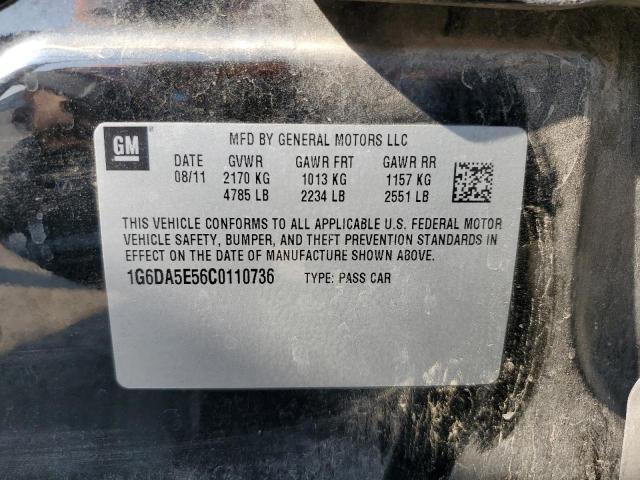 GM
MFD BY GENERAL MOTORS LLC
DATE GVWR GAWR FRT GAWR RR
08/11 2170 KG 1013 KG 1157 KG
4785 LB 2234 LB 2551 LB
THIS VEHICLE CONFORMS TO ALL APPLICABLE U.S. FEDERAL MOTOR
VEHICLE SAFETY, BUMPER, AND THEFT PREVENTION STANDARDS IN
EFFECT ON THE DATE OF MANUFACTURE SHOWN ABOVE.
1G6DA5E56C0110736 TYPE: PASS CAR